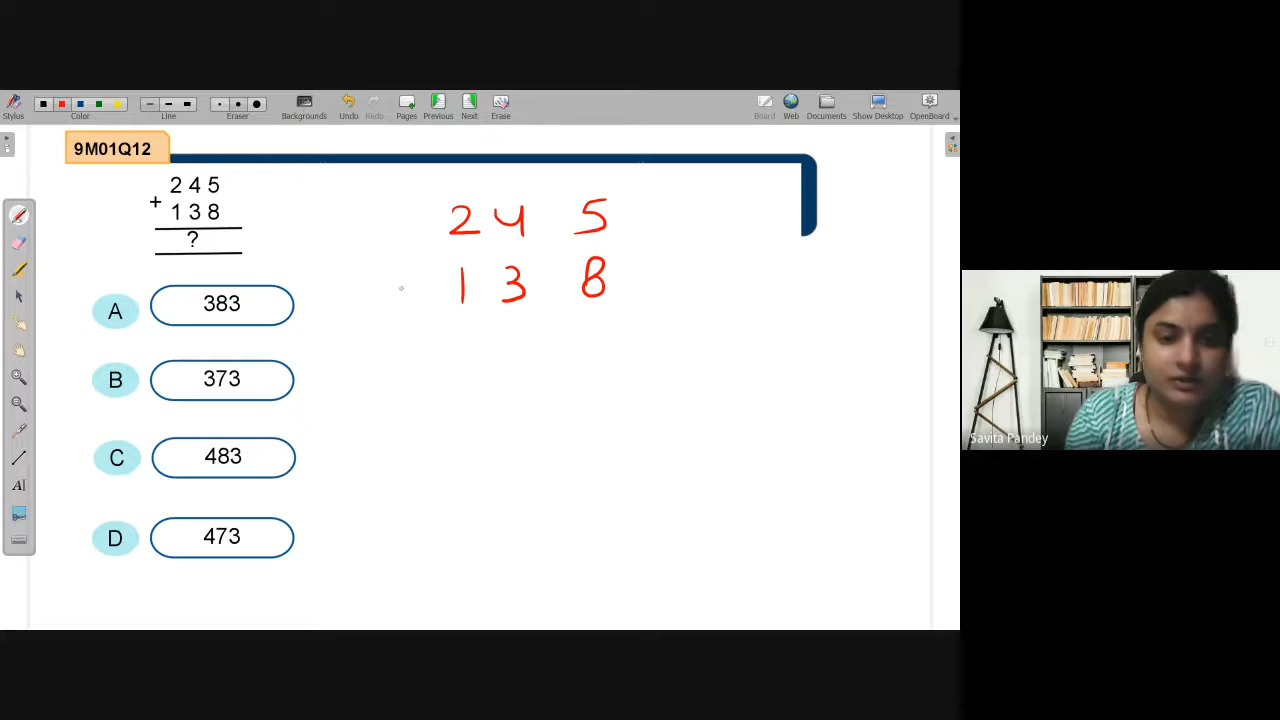 Stylus
Color
Line
Eraser
Backgrounds
Undo
Redo
Pages
Previous
Next
Erase
Board
Web
Documents
Show Desktop
OpenBoard
9M01Q12
2 4 5
+
1 3 8
?
A 383
B 373
C 483
D 473
2 4 5
1 3 8
Savita Pandey